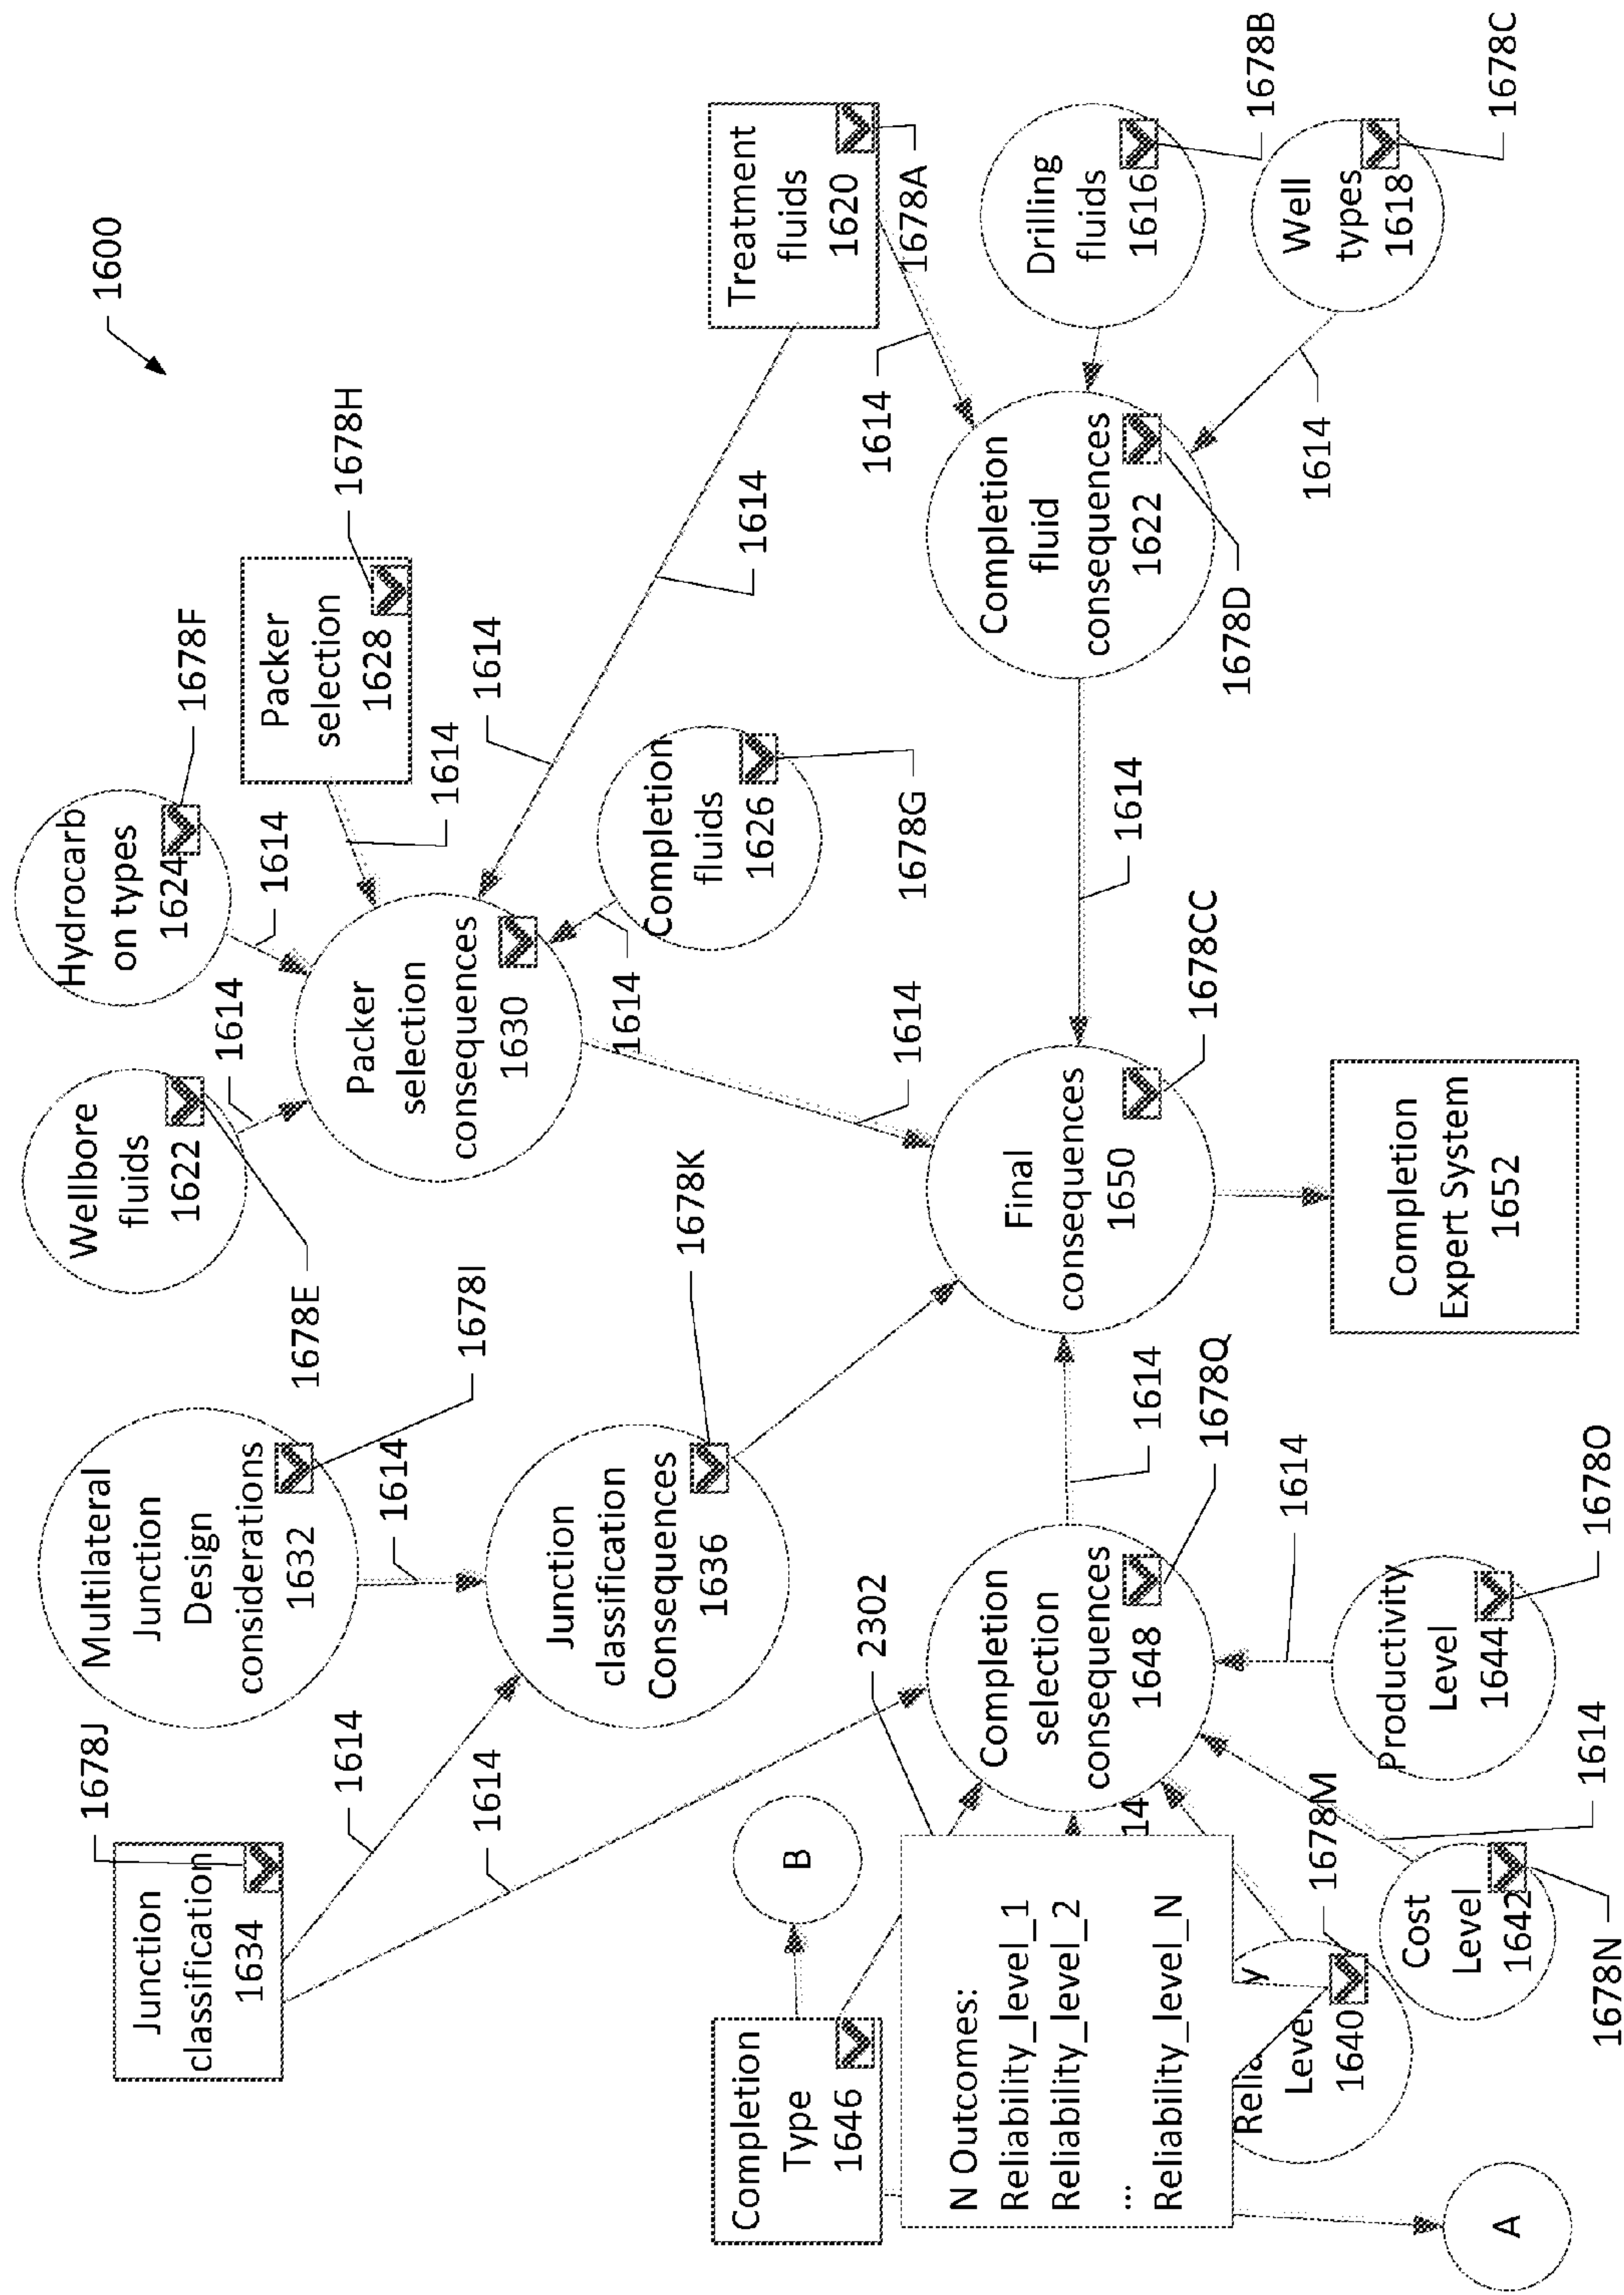 1600
Junction
classification
1634
1678J
Multilateral
Junction
Design
considerations
1632
1678I
1614
Wellbore
fluids
1622
1678E
1614
Hydrocarb
on types
1624
1678F
1614
Packer
selection
1628
1678H
1614
1614
1614
1614
Junction
classification
Consequences
1636
1678K
Packer
selection
consequences
1630
1614
1614
Completion
fluids
1626
1678G
1614
Treatment
fluids
1620
1678A
1614
Completion
Type
1646
B
2302
N Outcomes:
Reliability_level_1
Reliability_level_2
...
Reliability_level_N
14
Completion
selection
consequences
1648
1678Q
1614
Final
consequences
1650
1678CC
1614
Completion
fluid
consequences
1622
1678D
Drilling
fluids
1616
1678B
Well
types
1618
1678C
1614
A
Relia
y
Level
1640
1678M
Cost
Level
1642
1678N
1614
Productivity
Level
1644
1678O
1614
Completion
Expert System
1652